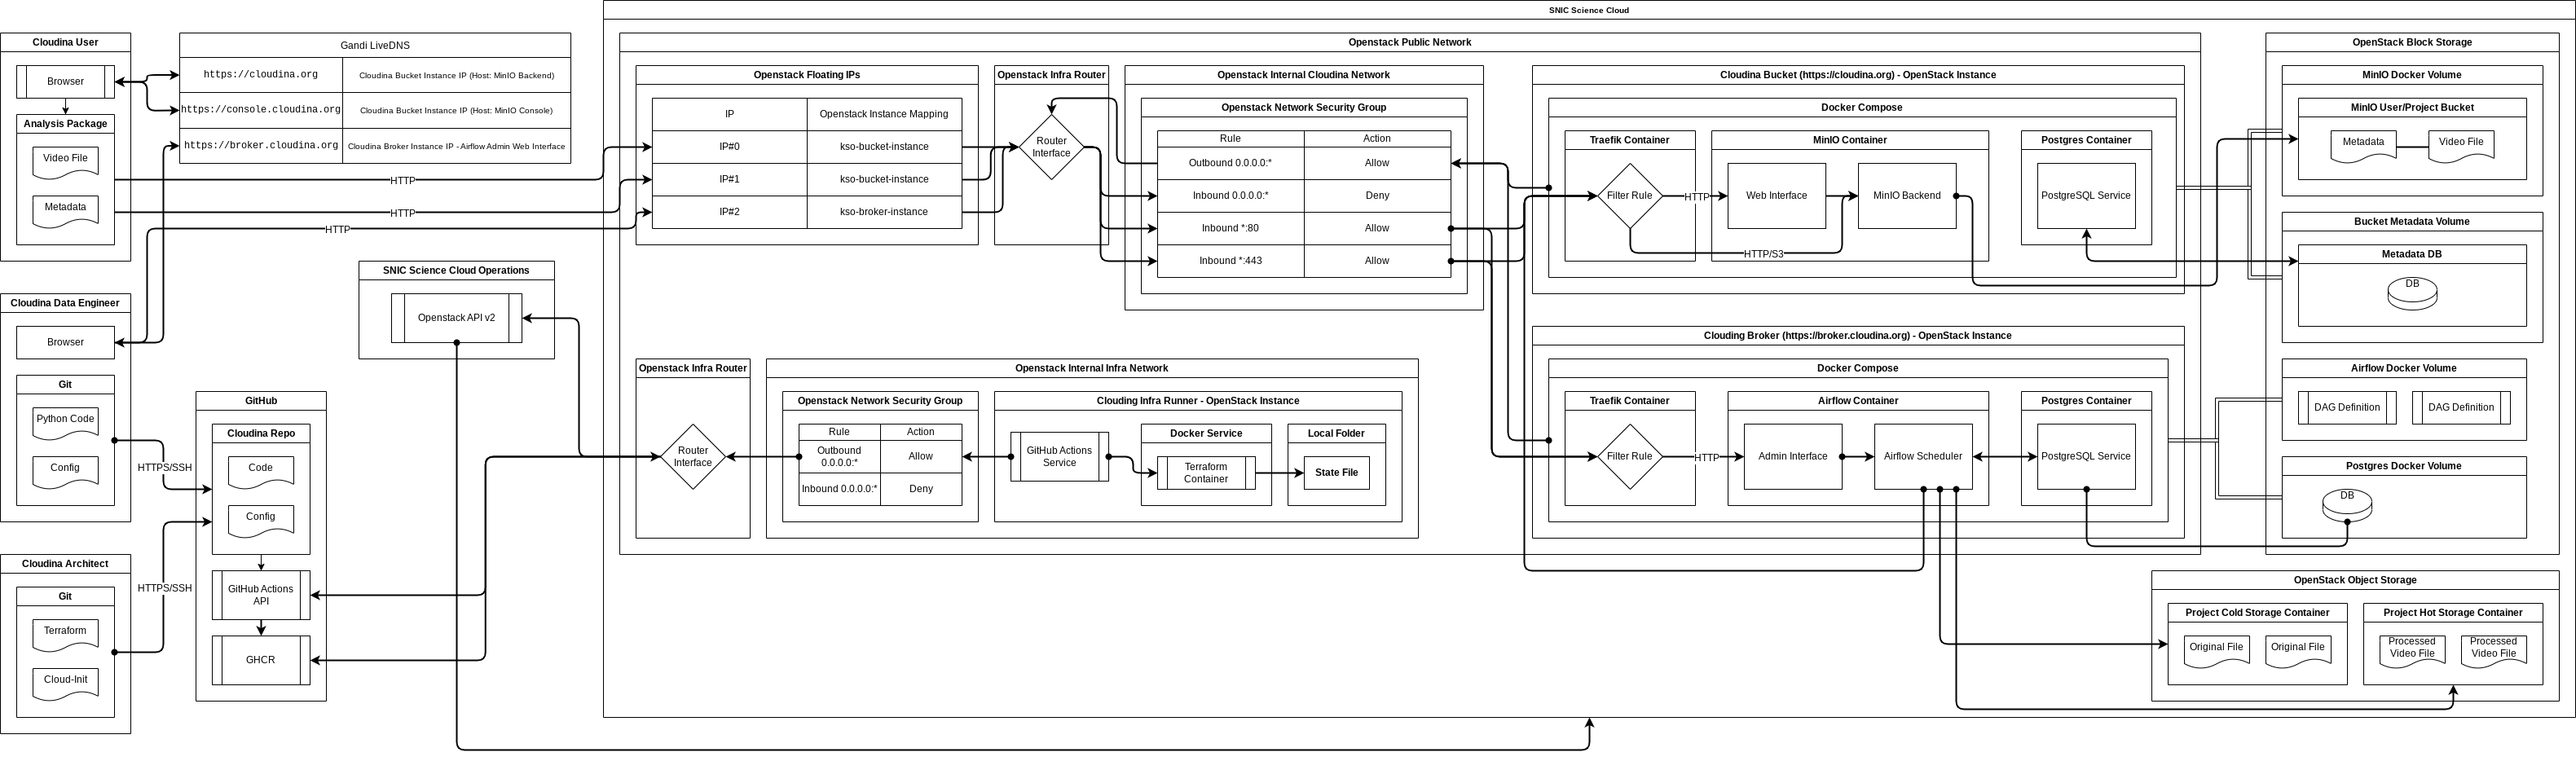 SNIC Science Cloud
Cloudina User
Browser
Analysis Package
Video File
Metadata
Gandi LiveDNS
https://cloudina.org
Cloudina Bucket Instance IP (Host: MinIO Backend)
https://console.cloudina.org
Cloudina Bucket Instance IP (Host: MinIO Console)
https://broker.cloudina.org
Cloudina Broker Instance IP - Airflow Admin Web Interface
HTTP
HTTP
HTTP
Openstack Public Network
Openstack Floating IPs
IP
Openstack Instance Mapping
IP#0
kso-bucket-instance
IP#1
kso-bucket-instance
IP#2
kso-broker-instance
Openstack Infra Router
Router
Interface
Openstack Internal Cloudina Network
Openstack Network Security Group
Rule
Action
Outbound 0.0.0.0:*
Allow
Inbound 0.0.0.0:*
Deny
Inbound *:80
Allow
Inbound *:443
Allow
Cloudina Bucket (https://cloudina.org) - OpenStack Instance
Docker Compose
Traefik Container
Filter Rule
HTTP
HTTP/S3
MinIO Container
Web Interface
MinIO Backend
Postgres Container
PostgreSQL Service
OpenStack Block Storage
MinIO Docker Volume
MinIO User/Project Bucket
Metadata
Video File
Bucket Metadata Volume
Metadata DB
DB
Airflow Docker Volume
DAG Definition
DAG Definition
Postgres Docker Volume
DB
Cloudina Data Engineer
Browser
Git
Python Code
Config
HTTPS/SSH
Cloudina Architect
Git
Terraform
Cloud-Init
HTTPS/SSH
GitHub
Cloudina Repo
Code
Config
GitHub Actions
API
GHCR
SNIC Science Cloud Operations
Openstack API v2
Openstack Infra Router
Router
Interface
Openstack Internal Infra Network
Openstack Network Security Group
Rule
Action
Outbound
0.0.0.0:*
Allow
Inbound 0.0.0.0:*
Deny
Clouding Infra Runner - OpenStack Instance
GitHub Actions
Service
Docker Service
Terraform
Container
Local Folder
State File
Clouding Broker (https://broker.cloudina.org) - OpenStack Instance
Docker Compose
Traefik Container
Filter Rule
HTTP
Airflow Container
Admin Interface
Airflow Scheduler
Postgres Container
PostgreSQL Service
OpenStack Object Storage
Project Cold Storage Container
Original File
Original File
Project Hot Storage Container
Processed
Video File
Processed
Video File